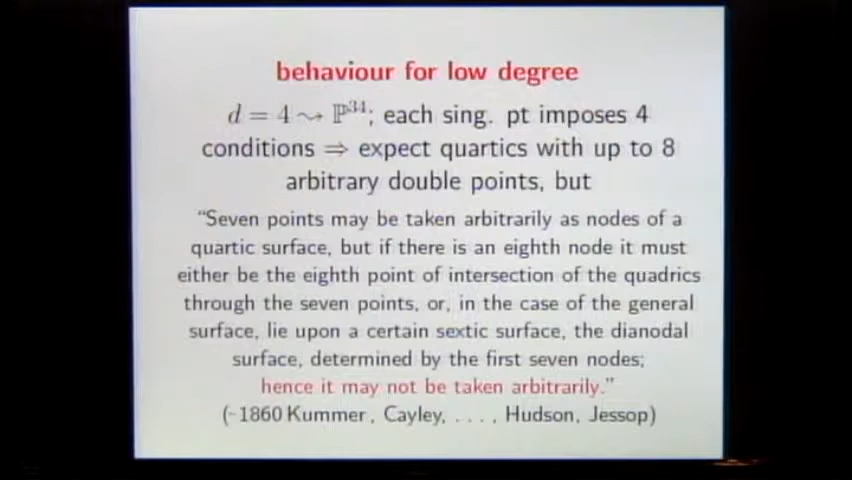 behaviour for low degree
d = 4 ⇝ ℙ³⁴; each sing. pt imposes 4
conditions ⇒ expect quartics with up to 8
arbitrary double points, but
“Seven points may be taken arbitrarily as nodes of a
quartic surface, but if there is an eighth node it must
either be the eighth point of intersection of the quadrics
through the seven points, or, in the case of the general
surface, lie upon a certain sextic surface, the dianodal
surface, determined by the first seven nodes;
hence it may not be taken arbitrarily.”
(~1860 Kummer, Cayley, . . . , Hudson, Jessop)